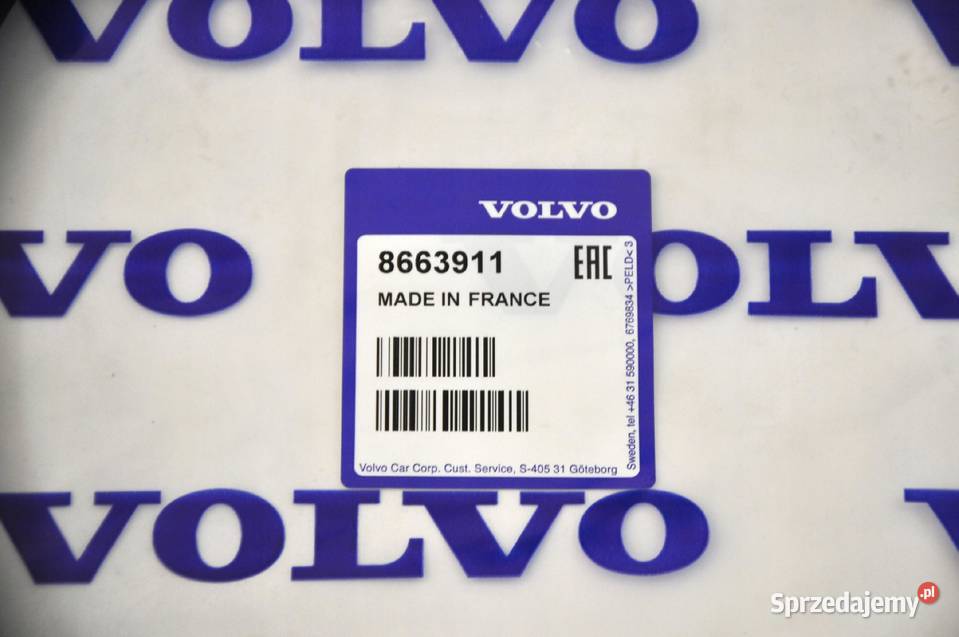 VOLVO
VOLVO
VOLVO
8663911
EAC
MADE IN FRANCE
Volvo Car Corp. Cust. Service, S-405 31 Göteborg
Sweden, tel +46 31 590000, 6769834 >PELD< 3
VO
VOLVO
VOLVO
Sprzedajemy.pl